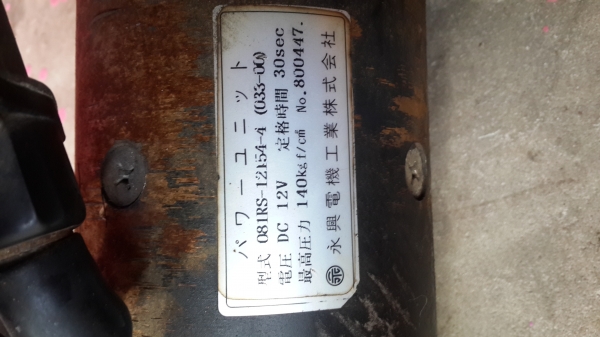 パワーユニット
型式 081RS-12154-4 (033-00)
電圧 DC 12V 定格時間 30sec
最高圧力 140kgf/c㎡ No.800447.
永興電機工業株式会社